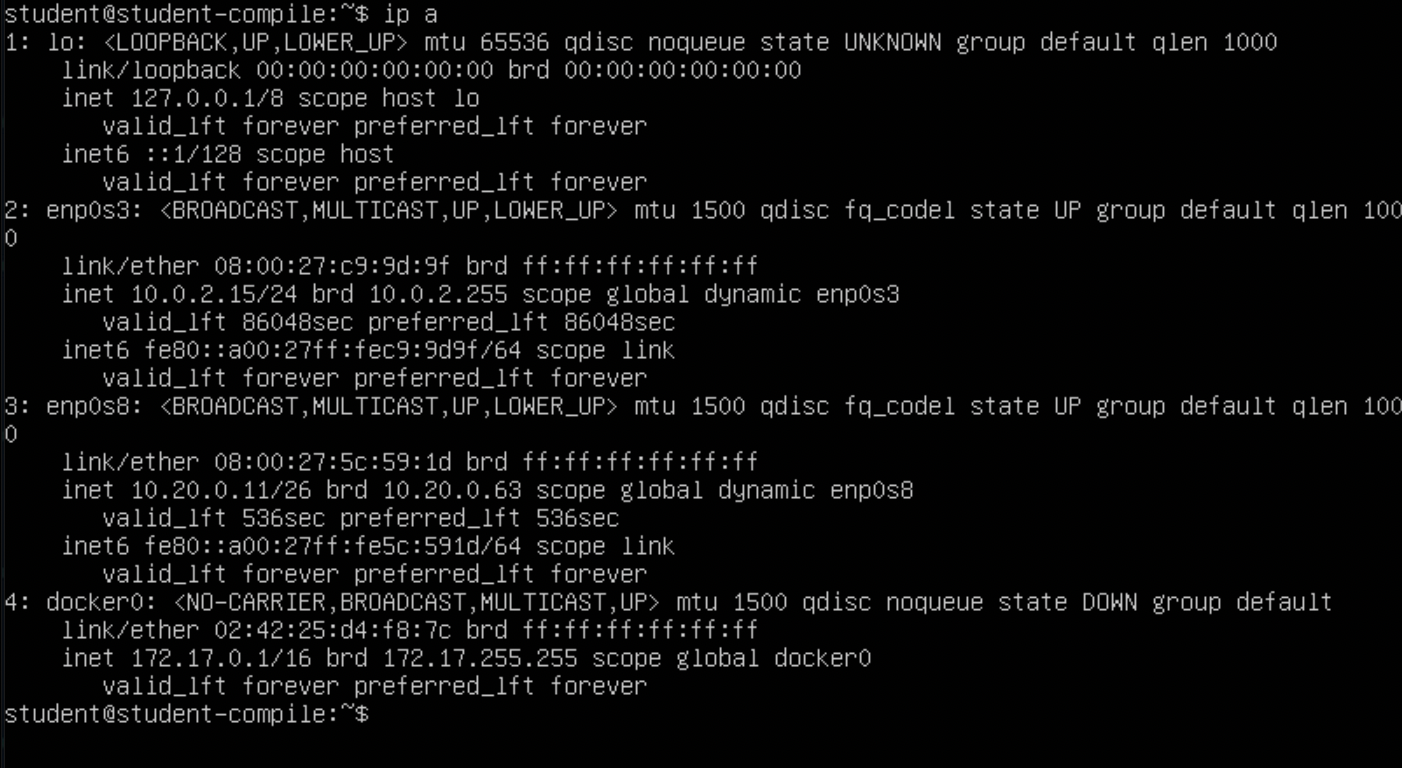 student@student-compile:~$ ip a
1: lo: <LOOPBACK,UP,LOWER_UP> mtu 65536 qdisc noqueue state UNKNOWN group default qlen 1000
    link/loopback 00:00:00:00:00:00 brd 00:00:00:00:00:00
    inet 127.0.0.1/8 scope host lo
       valid_lft forever preferred_lft forever
    inet6 ::1/128 scope host
       valid_lft forever preferred_lft forever
2: enp0s3: <BROADCAST,MULTICAST,UP,LOWER_UP> mtu 1500 qdisc fq_codel state UP group default qlen 100
0
    link/ether 08:00:27:c9:9d:9f brd ff:ff:ff:ff:ff:ff
    inet 10.0.2.15/24 brd 10.0.2.255 scope global dynamic enp0s3
       valid_lft 86048sec preferred_lft 86048sec
    inet6 fe80::a00:27ff:fec9:9d9f/64 scope link
       valid_lft forever preferred_lft forever
3: enp0s8: <BROADCAST,MULTICAST,UP,LOWER_UP> mtu 1500 qdisc fq_codel state UP group default qlen 100
0
    link/ether 08:00:27:5c:59:1d brd ff:ff:ff:ff:ff:ff
    inet 10.20.0.11/26 brd 10.20.0.63 scope global dynamic enp0s8
       valid_lft 536sec preferred_lft 536sec
    inet6 fe80::a00:27ff:fe5c:591d/64 scope link
       valid_lft forever preferred_lft forever
4: docker0: <NO-CARRIER,BROADCAST,MULTICAST,UP> mtu 1500 qdisc noqueue state DOWN group default
    link/ether 02:42:25:d4:f8:7c brd ff:ff:ff:ff:ff:ff
    inet 172.17.0.1/16 brd 172.17.255.255 scope global docker0
       valid_lft forever preferred_lft forever
student@student-compile:~$